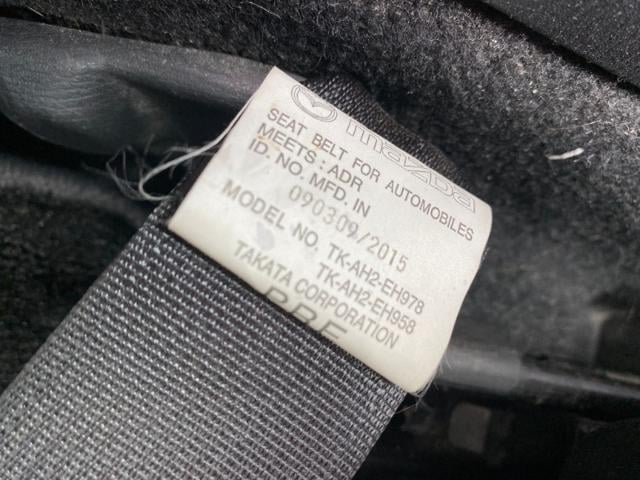 mazda
SEAT BELT FOR AUTOMOBILES
MEETS : ADR
ID. NO. MFD. IN
090309/2015
MODEL NO. TK-AH2-EH978
TK-AH2-EH958
TAKATA CORPORATION